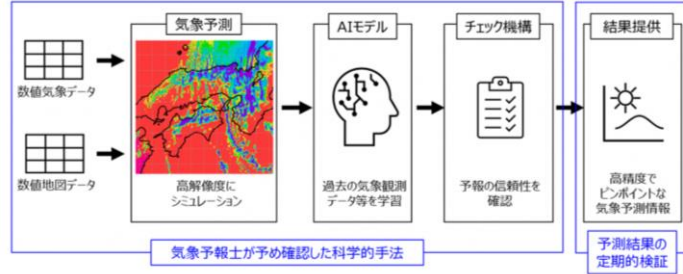 気象予測
AIモデル
チェック機構
結果提供
数値気象データ
数値地図データ
高解像度に
シミュレーション
過去の気象観測
データ等を学習
予報の信頼性を
確認
高精度で
ピンポイントな
気象予測情報
気象予報士が予め確認した科学的手法
予測結果の
定期的検証